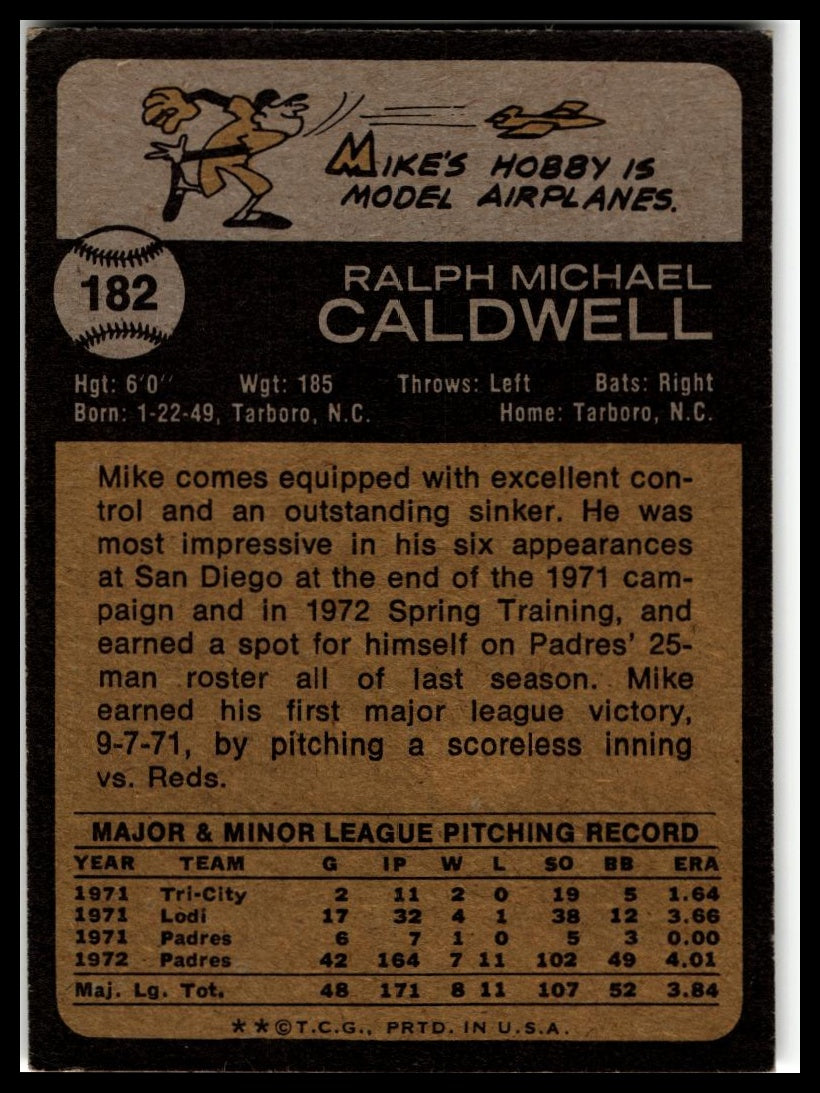 MIKE'S HOBBY IS
MODEL AIRPLANES.
182
RALPH MICHAEL
CALDWELL
Hgt: 6'0" Wgt: 185 Throws: Left Bats: Right
Born: 1-22-49, Tarboro, N.C. Home: Tarboro, N.C.
Mike comes equipped with excellent con-
trol and an outstanding sinker. He was
most impressive in his six appearances
at San Diego at the end of the 1971 cam-
paign and in 1972 Spring Training, and
earned a spot for himself on Padres' 25-
man roster all of last season. Mike
earned his first major league victory,
9-7-71, by pitching a scoreless inning
vs. Reds.
MAJOR & MINOR LEAGUE PITCHING RECORD
YEAR TEAM G IP W L SO BB ERA
1971 Tri-City 2 11 2 0 19 5 1.64
1971 Lodi 17 32 4 1 38 12 3.66
1971 Padres 6 7 1 0 5 3 0.00
1972 Padres 42 164 7 11 102 49 4.01
Maj. Lg. Tot. 48 171 8 11 107 52 3.84
**©T.C.G., PRTD. IN U.S.A.